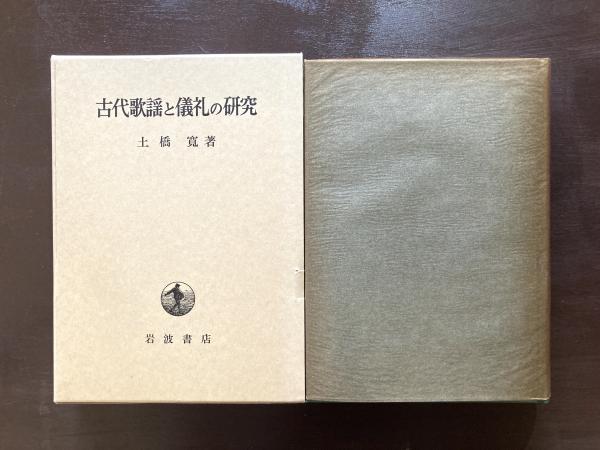 古代歌謡と儀礼の研究
土橋 寛著
岩波書店